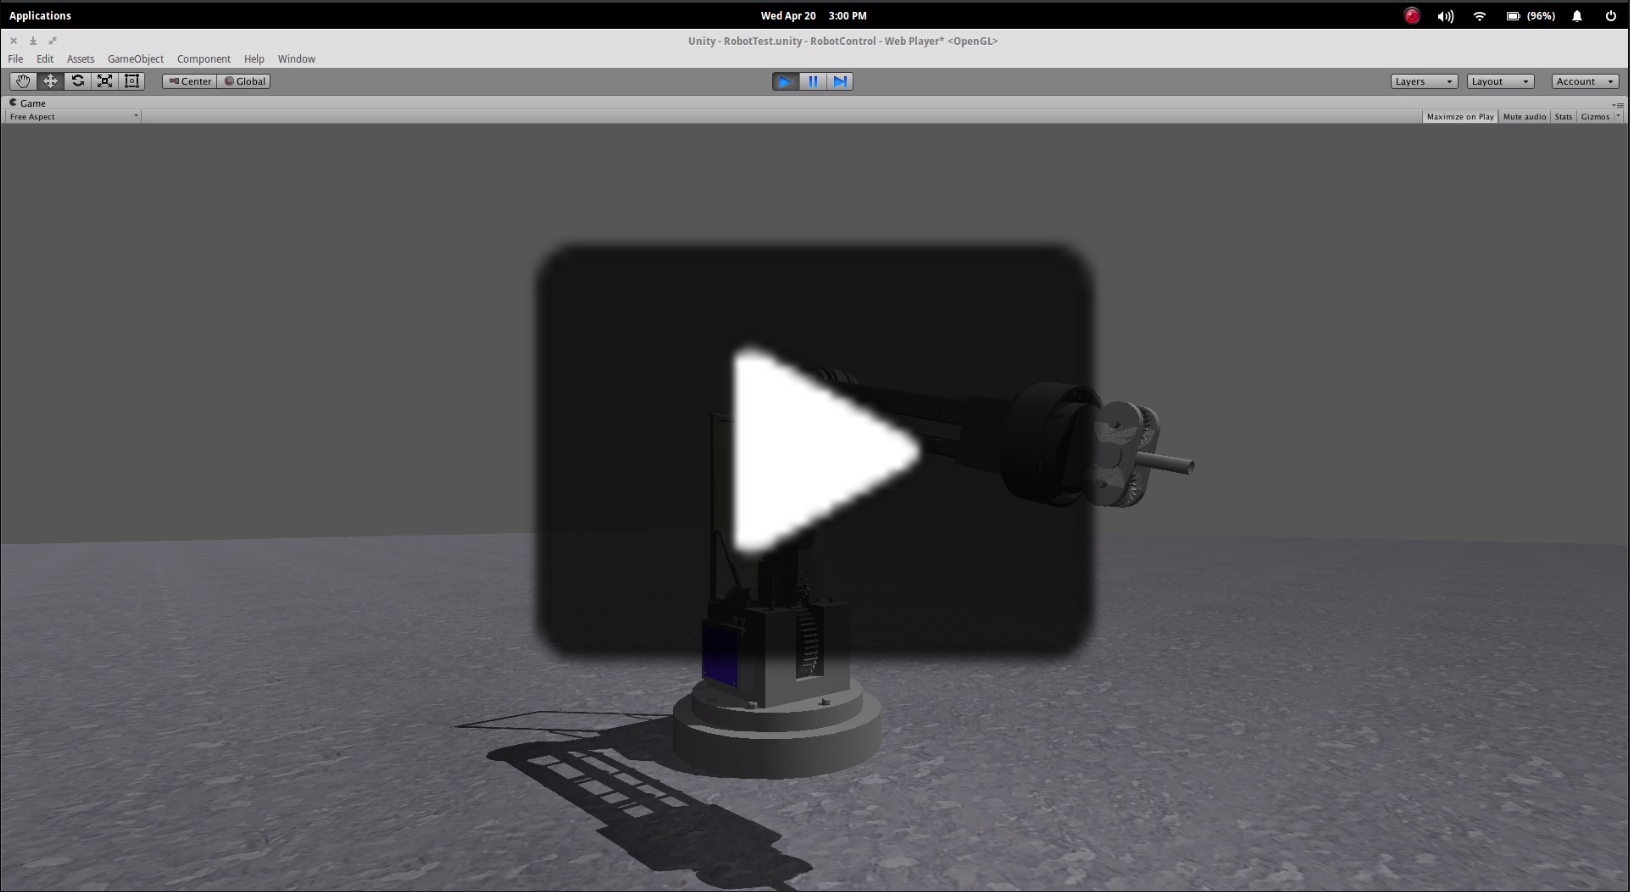 Applications Wed Apr 20 3:00 PM (96%)
Unity - RobotTest.unity - RobotControl - Web Player* <OpenGL>
File Edit Assets GameObject Component Help Window
Center Global Layers Layout Account
Game
Free Aspect Maximize on Play Mute audio Stats Gizmos